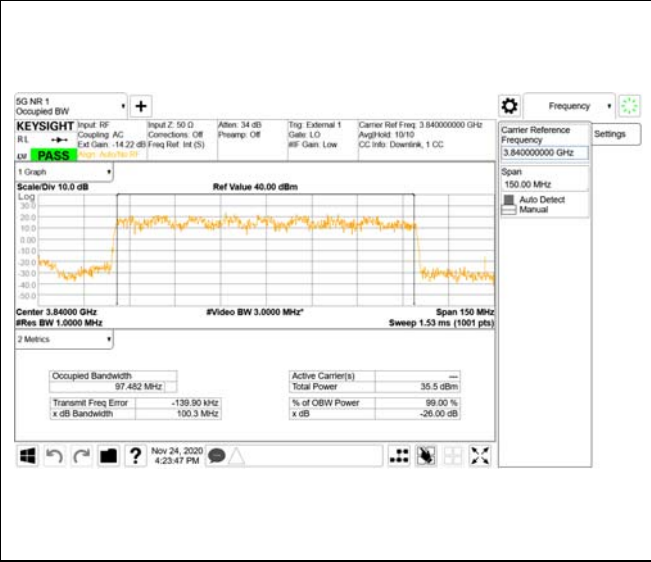 5G NR 1
Occupied BW
Frequency
KEYSIGHT
R L
PASS
Input: RF
Coupling: AC
Ext Gain: -14.22 dB
Align: Auto/No RF
Input Z: 50 Ω
Corrections: Off
Freq Ref: Int (S)
Atten: 34 dB
Preamp: Off
Trig: External 1
Gate: LO
#IF Gain: Low
Carrier Ref Freq: 3.840000000 GHz
Avg|Hold: 10/10
CC Info: Downlink, 1 CC
Carrier Reference
Frequency
3.840000000 GHz
Settings
Span
150.00 MHz
Auto Detect
Manual
1 Graph
Scale/Div 10.0 dB
Ref Value 40.00 dBm
Log
30.0
20.0
10.0
0.00
-10.0
-20.0
-30.0
-40.0
-50.0
Center 3.84000 GHz
#Video BW 3.0000 MHz*
Span 150 MHz
#Res BW 1.0000 MHz
Sweep 1.53 ms (1001 pts)
2 Metrics
Occupied Bandwidth
97.482 MHz
Transmit Freq Error -139.90 kHz
x dB Bandwidth 100.3 MHz
Active Carrier(s) ---
Total Power 35.5 dBm
% of OBW Power 99.00 %
x dB -26.00 dB
Nov 24, 2020
4:23:47 PM